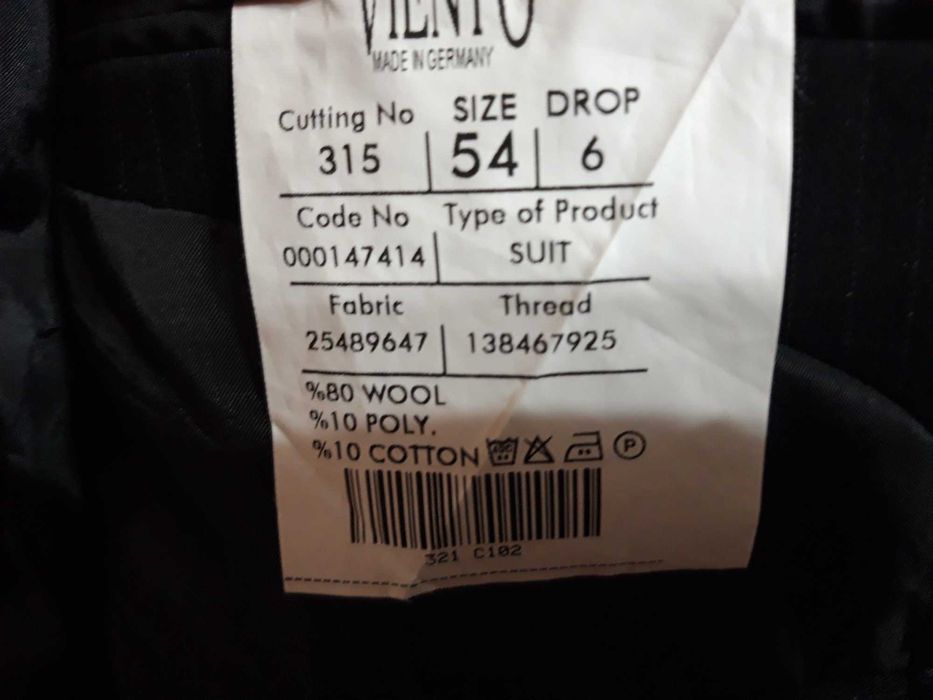 VIENTO
MADE IN GERMANY
Cutting No SIZE DROP
315 54 6
Code No Type of Product
000147414 SUIT
Fabric Thread
25489647 138467925
%80 WOOL
%10 POLY.
%10 COTTON P
321 C102